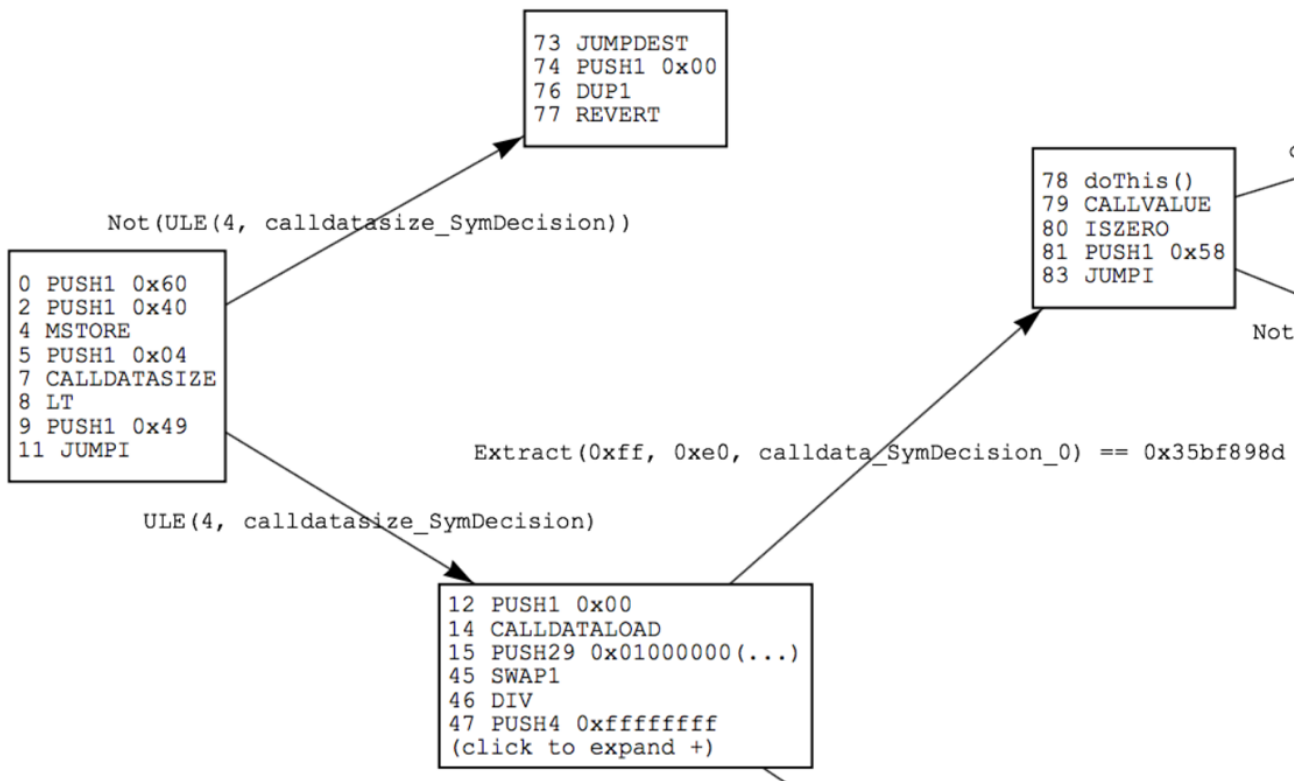 73 JUMPDEST
74 PUSH1 0x00
76 DUP1
77 REVERT
78 doThis()
79 CALLVALUE
80 ISZERO
81 PUSH1 0x58
83 JUMPI
Not(ULE(4, calldatasize_SymDecision))
0 PUSH1 0x60
2 PUSH1 0x40
4 MSTORE
5 PUSH1 0x04
7 CALLDATASIZE
8 LT
9 PUSH1 0x49
11 JUMPI
Not
Extract(0xff, 0xe0, calldata_SymDecision_0) == 0x35bf898d
ULE(4, calldatasize_SymDecision)
12 PUSH1 0x00
14 CALLDATALOAD
15 PUSH29 0x01000000(...)
45 SWAP1
46 DIV
47 PUSH4 0xffffffff
(click to expand +)